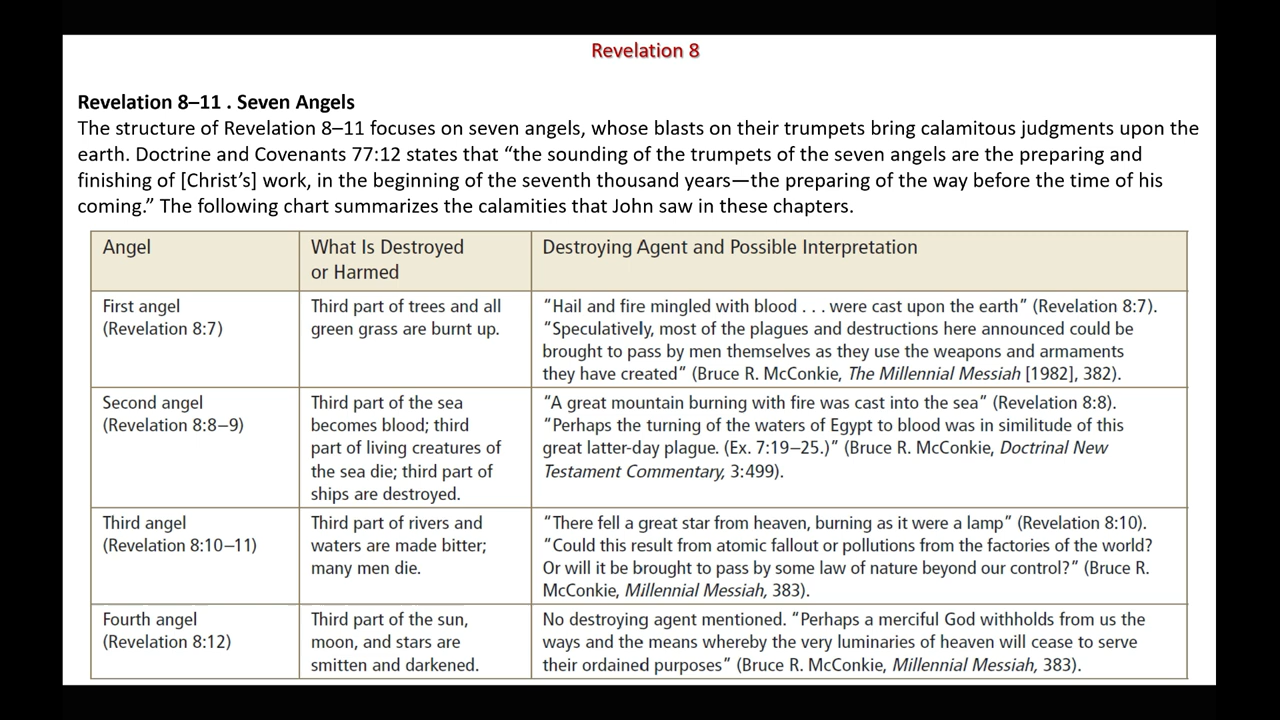 Revelation 8
Revelation 8–11 . Seven Angels
The structure of Revelation 8–11 focuses on seven angels, whose blasts on their trumpets bring calamitous judgments upon the
earth. Doctrine and Covenants 77:12 states that “the sounding of the trumpets of the seven angels are the preparing and
finishing of [Christ’s] work, in the beginning of the seventh thousand years—the preparing of the way before the time of his
coming.” The following chart summarizes the calamities that John saw in these chapters.
Angel
What Is Destroyed
or Harmed
Destroying Agent and Possible Interpretation
First angel
(Revelation 8:7)
Third part of trees and all
green grass are burnt up.
“Hail and fire mingled with blood . . . were cast upon the earth” (Revelation 8:7).
“Speculatively, most of the plagues and destructions here announced could be
brought to pass by men themselves as they use the weapons and armaments
they have created” (Bruce R. McConkie, The Millennial Messiah [1982], 382).
Second angel
(Revelation 8:8–9)
Third part of the sea
becomes blood; third
part of living creatures of
the sea die; third part of
ships are destroyed.
“A great mountain burning with fire was cast into the sea” (Revelation 8:8).
“Perhaps the turning of the waters of Egypt to blood was in similitude of this
great latter-day plague. (Ex. 7:19–25.)” (Bruce R. McConkie, Doctrinal New
Testament Commentary, 3:499).
Third angel
(Revelation 8:10–11)
Third part of rivers and
waters are made bitter;
many men die.
“There fell a great star from heaven, burning as it were a lamp” (Revelation 8:10).
“Could this result from atomic fallout or pollutions from the factories of the world?
Or will it be brought to pass by some law of nature beyond our control?” (Bruce R.
McConkie, Millennial Messiah, 383).
Fourth angel
(Revelation 8:12)
Third part of the sun,
moon, and stars are
smitten and darkened.
No destroying agent mentioned. “Perhaps a merciful God withholds from us the
ways and the means whereby the very luminaries of heaven will cease to serve
their ordained purposes” (Bruce R. McConkie, Millennial Messiah, 383).